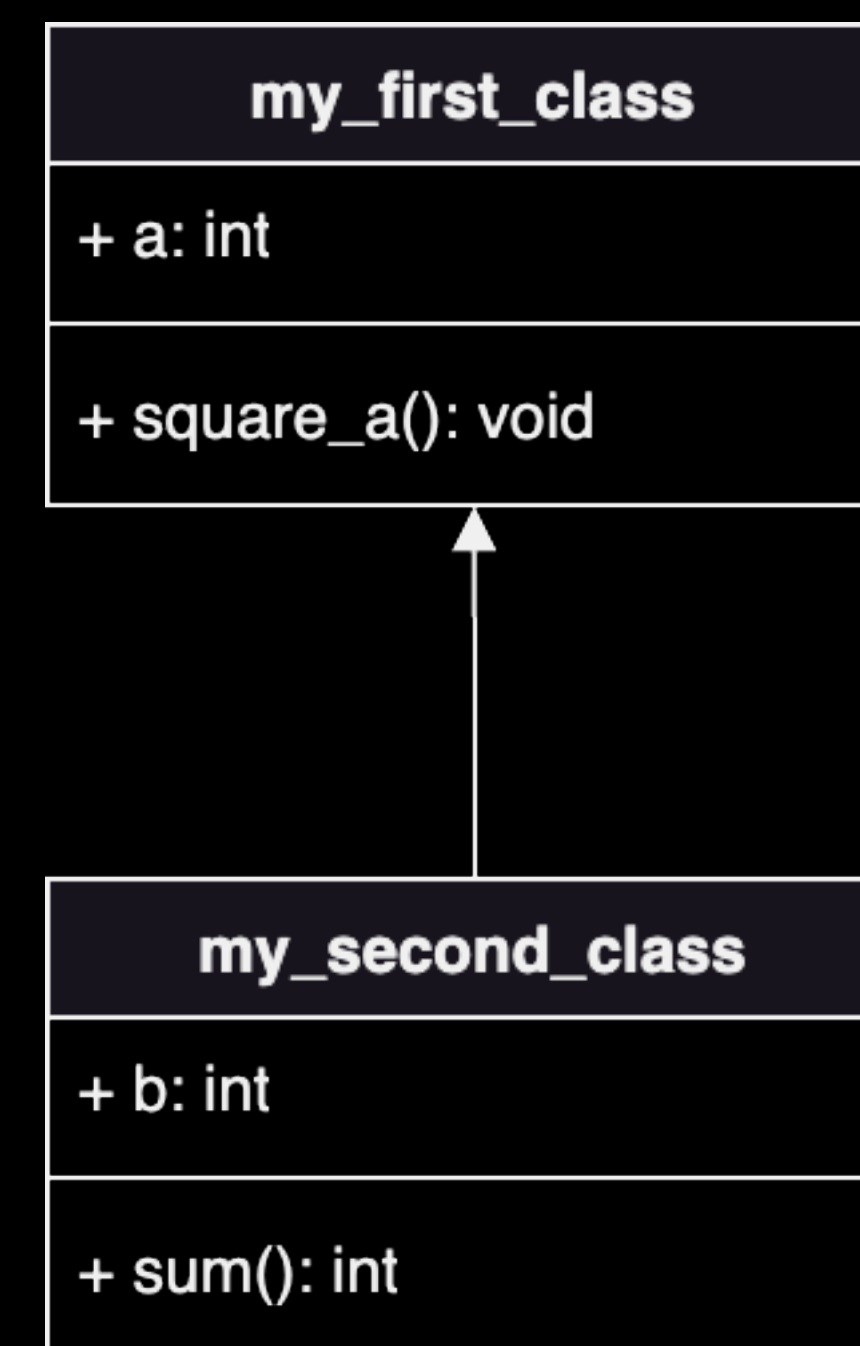 my_first_class
+ a: int
+ square_a(): void
my_second_class
+ b: int
+ sum(): int